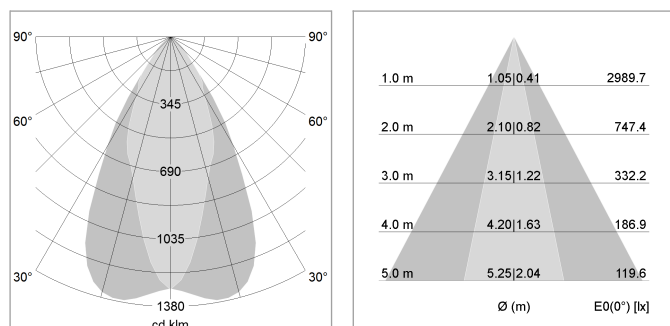 90° 90°
345
60° 60°
690
1035
30° 30°
1380
cd klm
1.0 m 1.05|0.41 2989.7
2.0 m 2.10|0.82 747.4
3.0 m 3.15|1.22 332.2
4.0 m 4.20|1.63 186.9
5.0 m 5.25|2.04 119.6
Ø (m) E0(0°) [lx]